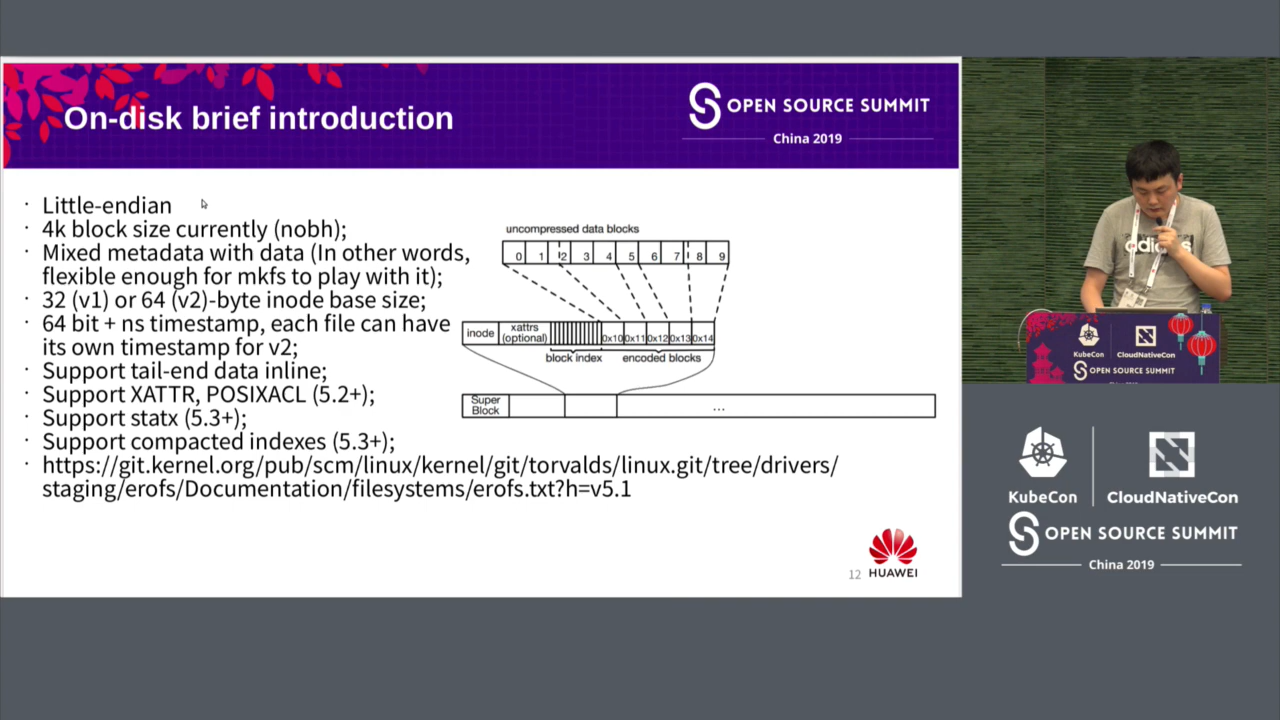 On-disk brief introduction
OPEN SOURCE SUMMIT
China 2019
· Little-endian
· 4k block size currently (nobh);
· Mixed metadata with data (In other words,
flexible enough for mkfs to play with it);
· 32 (v1) or 64 (v2)-byte inode base size;
· 64 bit + ns timestamp, each file can have
its own timestamp for v2;
· Support tail-end data inline;
· Support XATTR, POSIXACL (5.2+);
· Support statx (5.3+);
· Support compacted indexes (5.3+);
· https://git.kernel.org/pub/scm/linux/kernel/git/torvalds/linux.git/tree/drivers/
staging/erofs/Documentation/filesystems/erofs.txt?h=v5.1
uncompressed data blocks
0 1 2 3 4 5 6 7 8 9
inode xattrs (optional) 0x10 0x11 0x12 0x13 0x14
block index encoded blocks
Super Block ...
12 HUAWEI
adidas
KubeCon CloudNativeCon
OPEN SOURCE SUMMIT
KubeCon CloudNativeCon
OPEN SOURCE SUMMIT
China 2019